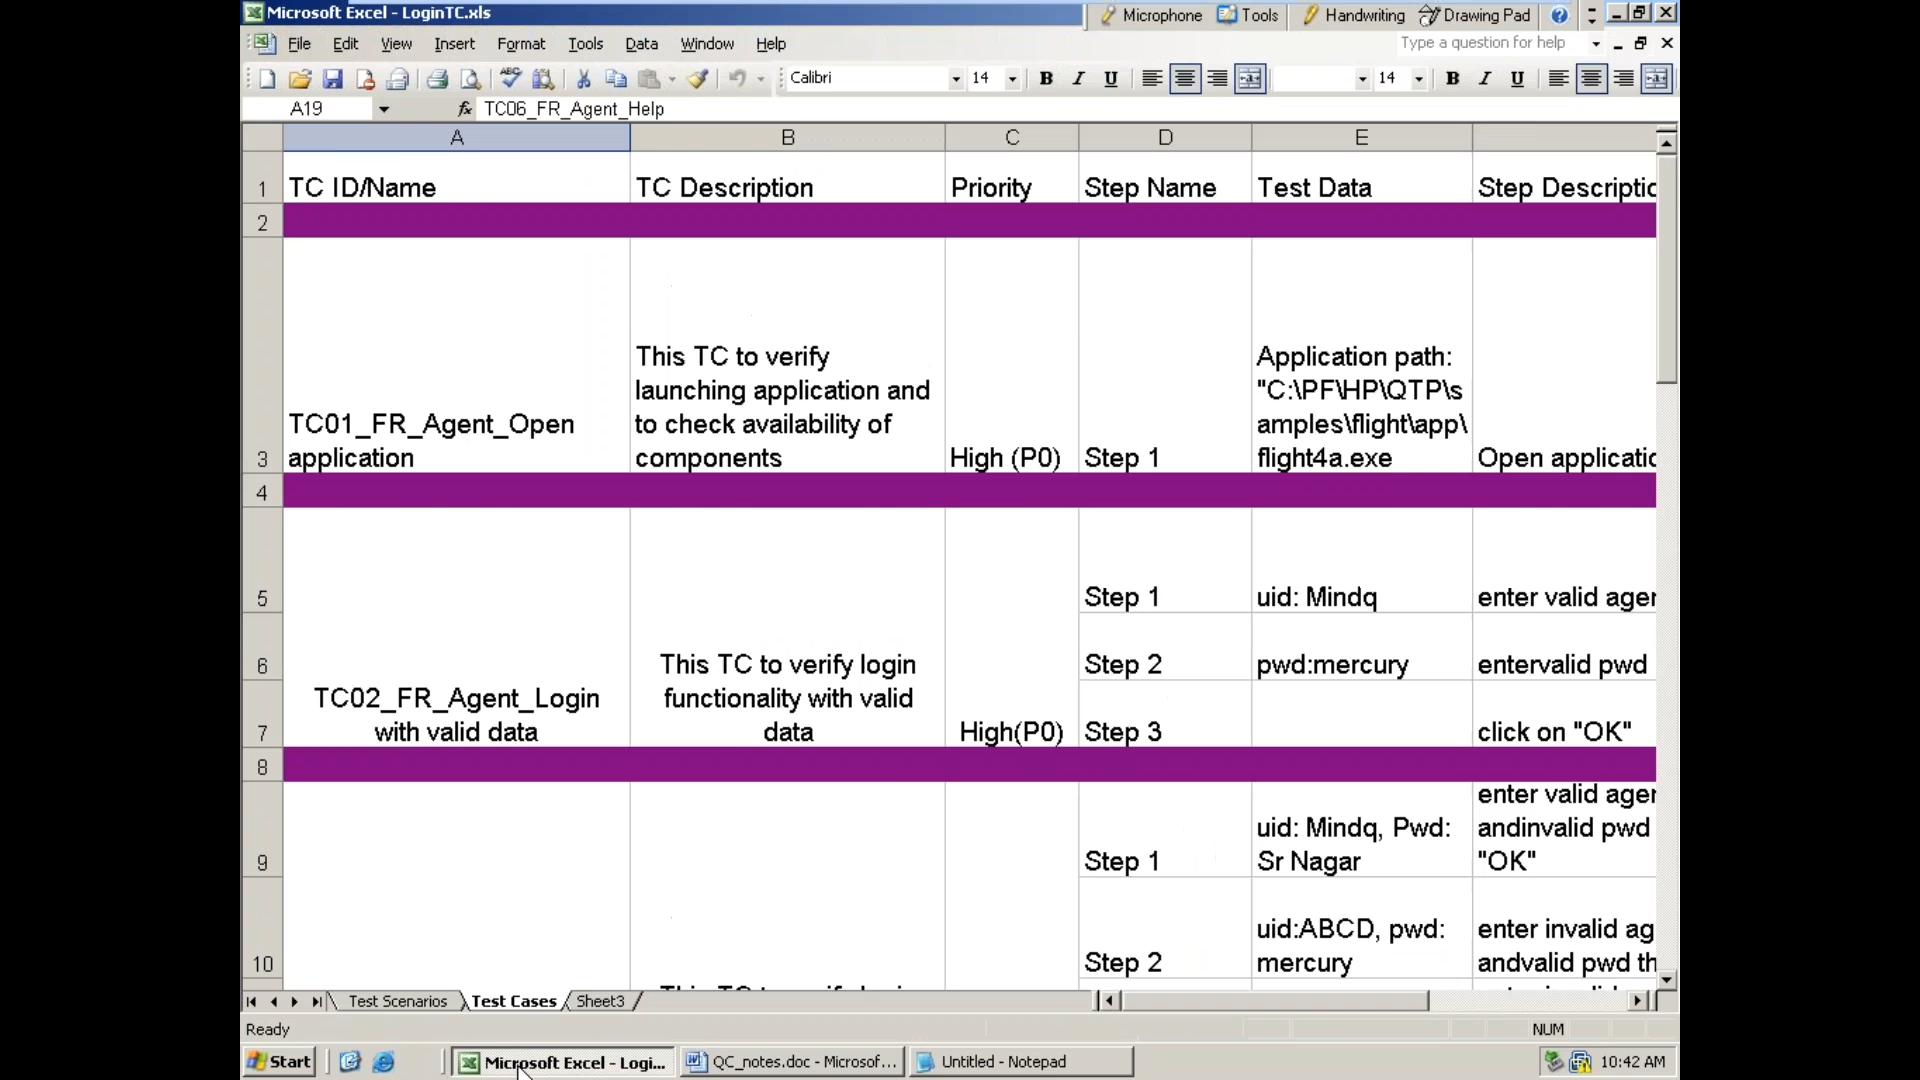 Microsoft Excel - LoginTC.xls
Microphone Tools Handwriting Drawing Pad
File Edit View Insert Format Tools Data Window Help
Type a question for help
Calibri 14 B I U 14 B I U
A19 fx TC06_FR_Agent_Help
A B C D E
1 TC ID/Name TC Description Priority Step Name Test Data Step Descriptio
2
This TC to verify Application path:
launching application and "C:\PF\HP\QTP\s
TC01_FR_Agent_Open to check availability of amples\flight\app\
3 application components High (P0) Step 1 flight4a.exe Open applicatio
4
5 Step 1 uid: Mindq enter valid ager
This TC to verify login
6 Step 2 pwd:mercury entervalid pwd
TC02_FR_Agent_Login functionality with valid
7 with valid data data High(P0) Step 3 click on "OK"
8
enter valid ager
uid: Mindq, Pwd: andinvalid pwd
9 Step 1 Sr Nagar "OK"
uid:ABCD, pwd: enter invalid ag
10 Step 2 mercury andvalid pwd th
Test Scenarios Test Cases Sheet3
Ready NUM
Start Microsoft Excel - Logi... QC_notes.doc - Microsof... Untitled - Notepad 10:42 AM